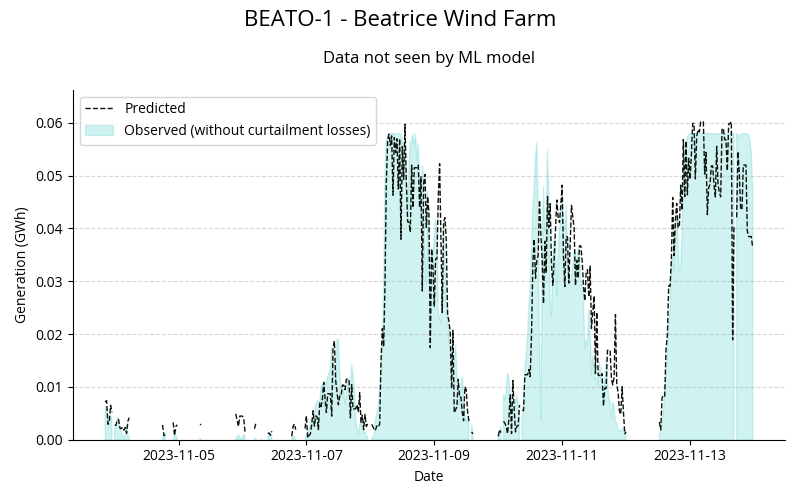 BEATO-1 - Beatrice Wind Farm
Data not seen by ML model
Predicted
Observed (without curtailment losses)
0.06
0.05
0.04
0.03
0.02
0.01
0.00
Generation (GWh)
2023-11-05
2023-11-07
2023-11-09
2023-11-11
2023-11-13
Date